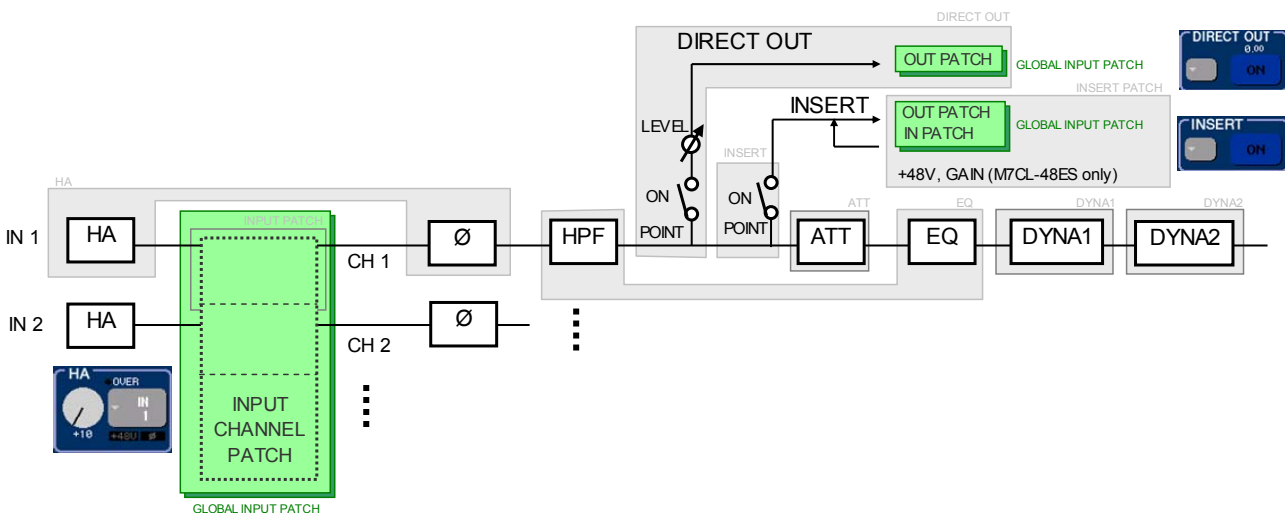 DIRECT OUT
DIRECT OUT
OUT PATCH
GLOBAL INPUT PATCH
DIRECT OUT
0.00
ON
INSERT PATCH
INSERT
OUT PATCH
IN PATCH
GLOBAL INPUT PATCH
INSERT
ON
+48V, GAIN (M7CL-48ES only)
LEVEL
INSERT
ON
ON
POINT
POINT
HA
INPUT PATCH
ATT
EQ
DYNA1
DYNA2
IN 1
HA
CH 1
Ø
HPF
ATT
EQ
DYNA1
DYNA2
IN 2
HA
CH 2
Ø
HA
OVER
IN
1
+10
+48V
Ø
INPUT
CHANNEL
PATCH
GLOBAL INPUT PATCH